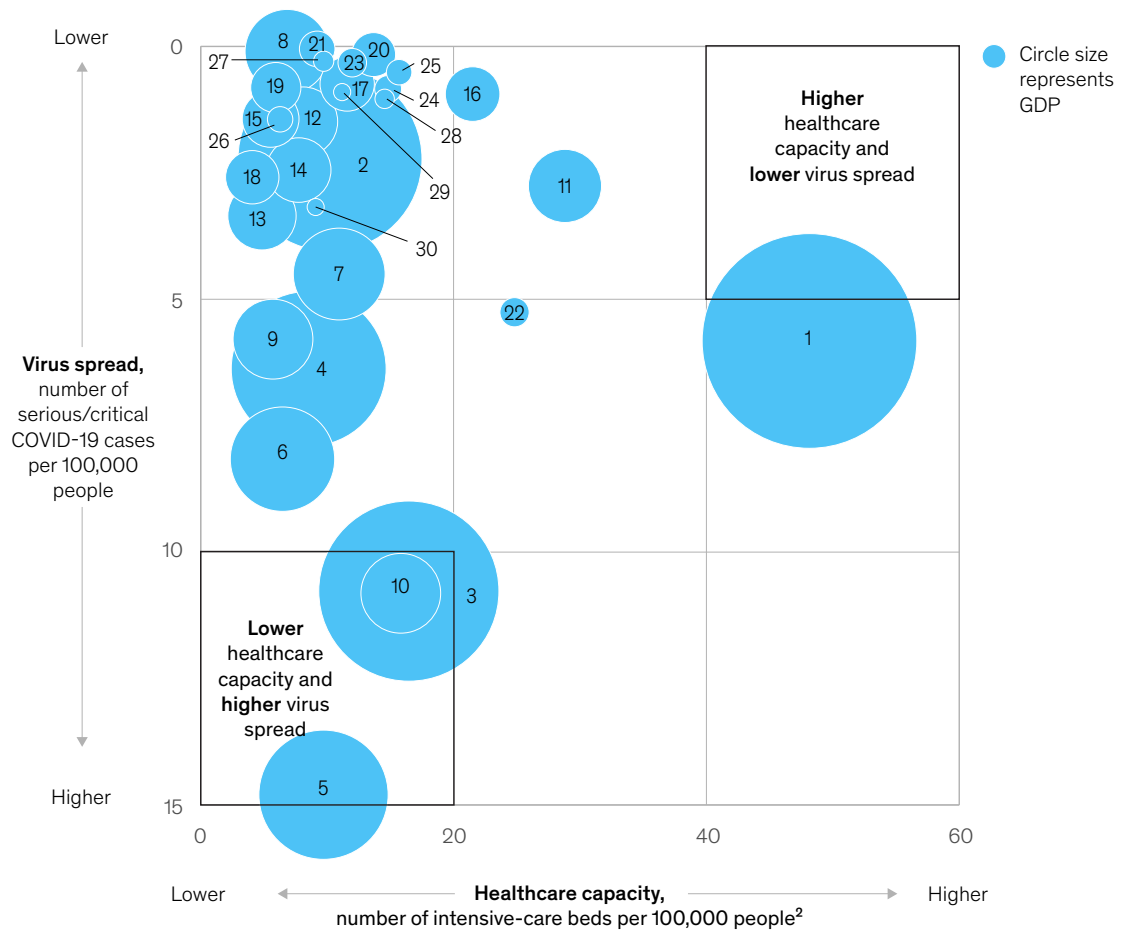 Lower
0
5
10
15
Higher
Virus spread,
number of
serious/critical
COVID-19 cases
per 100,000
people
8
21
20
27
23
25
19
17
24
16
15
12
28
26
2
14
18
29
11
13
30
7
22
9
4
1
6
10
3
5
Higher
healthcare
capacity and
lower virus spread
Lower
healthcare
capacity and
higher virus
spread
Circle size
represents
GDP
0
20
40
60
Lower
Healthcare capacity,
number of intensive-care beds per 100,000 people²
Higher